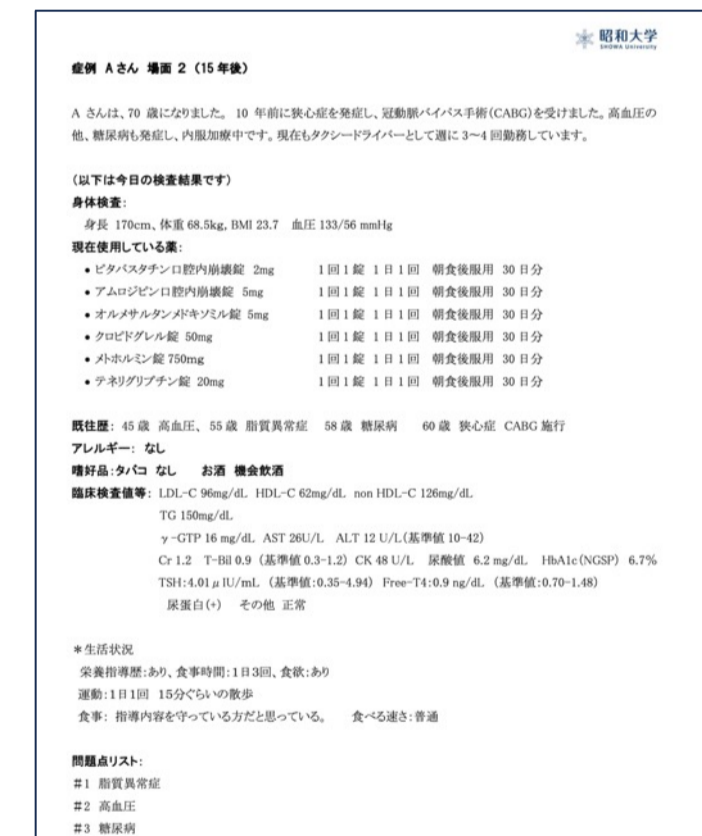 昭和大学
SHOWA University
症例 Aさん 場面 2 (15年後)
A さんは、70 歳になりました。 10 年前に狭心症を発症し、冠動脈バイパス手術(CABG)を受けました。高血圧の
他、糖尿病も発症し、内服加療中です。現在もタクシードライバーとして週に 3〜4 回勤務しています。
(以下は今日の検査結果です)
身体検査:
身長 170cm、体重 68.5kg, BMI 23.7 血圧 133/56 mmHg
現在使用している薬:
• ピタバスタチン口腔内崩壊錠 2mg 1回1錠 1日1回 朝食後服用 30日分
• アムロジピン口腔内崩壊錠 5mg 1回1錠 1日1回 朝食後服用 30日分
• オルメサルタンメドキソミル錠 5mg 1回1錠 1日1回 朝食後服用 30日分
• クロピドグレル錠 50mg 1回1錠 1日1回 朝食後服用 30日分
• メトホルミン錠 750mg 1回1錠 1日1回 朝食後服用 30日分
• テネリグリプチン錠 20mg 1回1錠 1日1回 朝食後服用 30日分
既往歴: 45歳 高血圧、 55歳 脂質異常症 58歳 糖尿病 60歳 狭心症 CABG 施行
アレルギー: なし
嗜好品:タバコ なし お酒 機会飲酒
臨床検査値等: LDL-C 96mg/dL HDL-C 62mg/dL non HDL-C 126mg/dL
TG 150mg/dL
γ-GTP 16 mg/dL AST 26U/L ALT 12 U/L(基準値 10-42)
Cr 1.2 T-Bil 0.9 (基準値 0.3-1.2) CK 48 U/L 尿酸値 6.2 mg/dL HbA1c(NGSP) 6.7%
TSH:4.01μIU/mL (基準値:0.35-4.94) Free-T4:0.9 ng/dL (基準値:0.70-1.48)
尿蛋白(+) その他 正常
*生活状況
栄養指導歴:あり、食事時間:1日3回、食欲:あり
運動:1日1回 15分ぐらいの散歩
食事: 指導内容を守っている方だと思っている。 食べる速さ:普通
問題点リスト:
#1 脂質異常症
#2 高血圧
#3 糖尿病